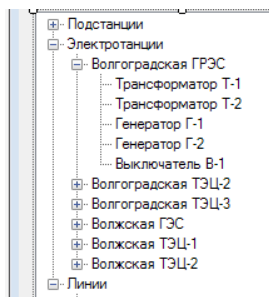 Подстанции
Электротанции
Волгоградская ГРЭС
Трансформатор Т-1
Трансформатор Т-2
Генератор Г-1
Генератор Г-2
Выключатель В-1
Волгоградская ТЭЦ-2
Волгоградская ТЭЦ-3
Волжская ГЭС
Волжская ТЭЦ-1
Волжская ТЭЦ-2
Линии